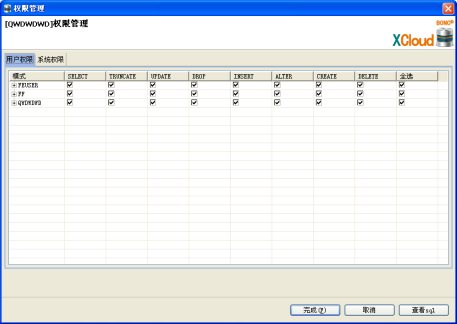 权限管理
[QWDWDWD]权限管理
BONC®
XCloud
用户权限 系统权限
模式 SELECT TRUNCATE UPDATE DROP INSERT ALTER CREATE DELETE 全选
FFUSER
FF
QWDWDWD
完成(F) 取消 查看sql